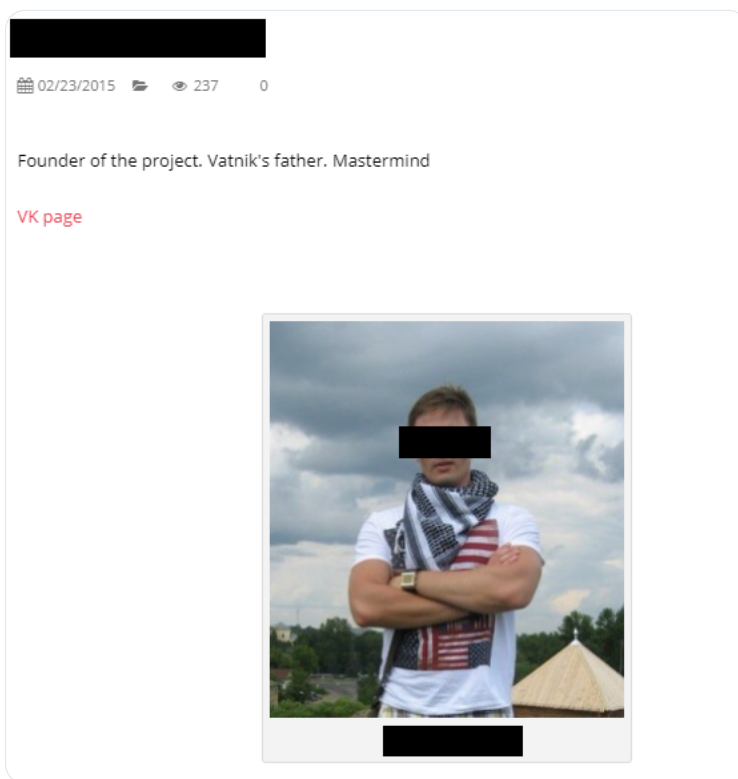 02/23/2015 237 0
Founder of the project. Vatnik's father. Mastermind
VK page